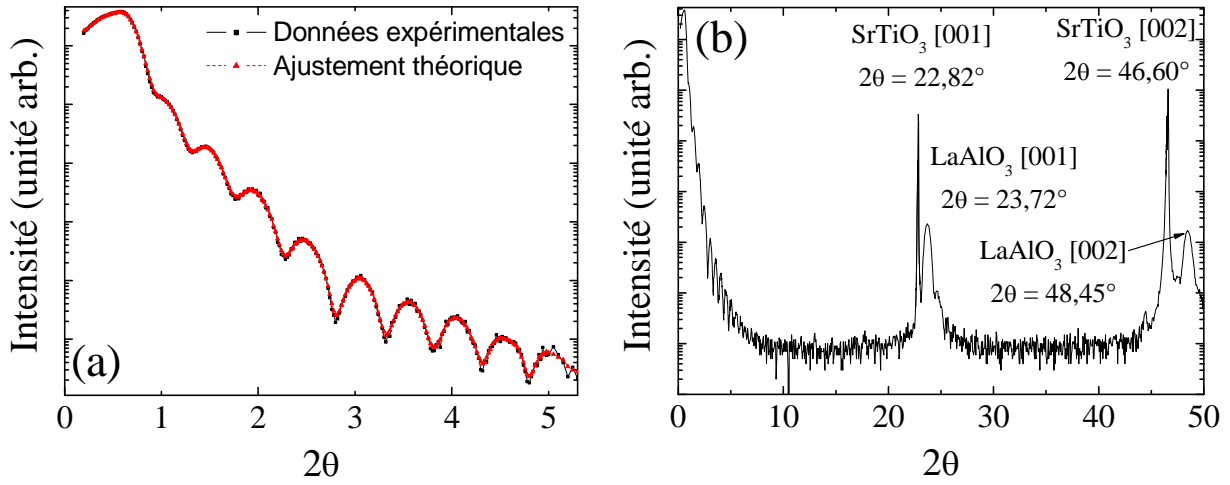 Intensité (unité arb.)
Données expérimentales
Ajustement théorique
(a)
0 1 2 3 4 5
2θ
Intensité (unité arb.)
(b)
SrTiO₃ [001]
2θ = 22,82°
SrTiO₃ [002]
2θ = 46,60°
LaAlO₃ [001]
2θ = 23,72°
LaAlO₃ [002]
2θ = 48,45°
0 10 20 30 40 50
2θ